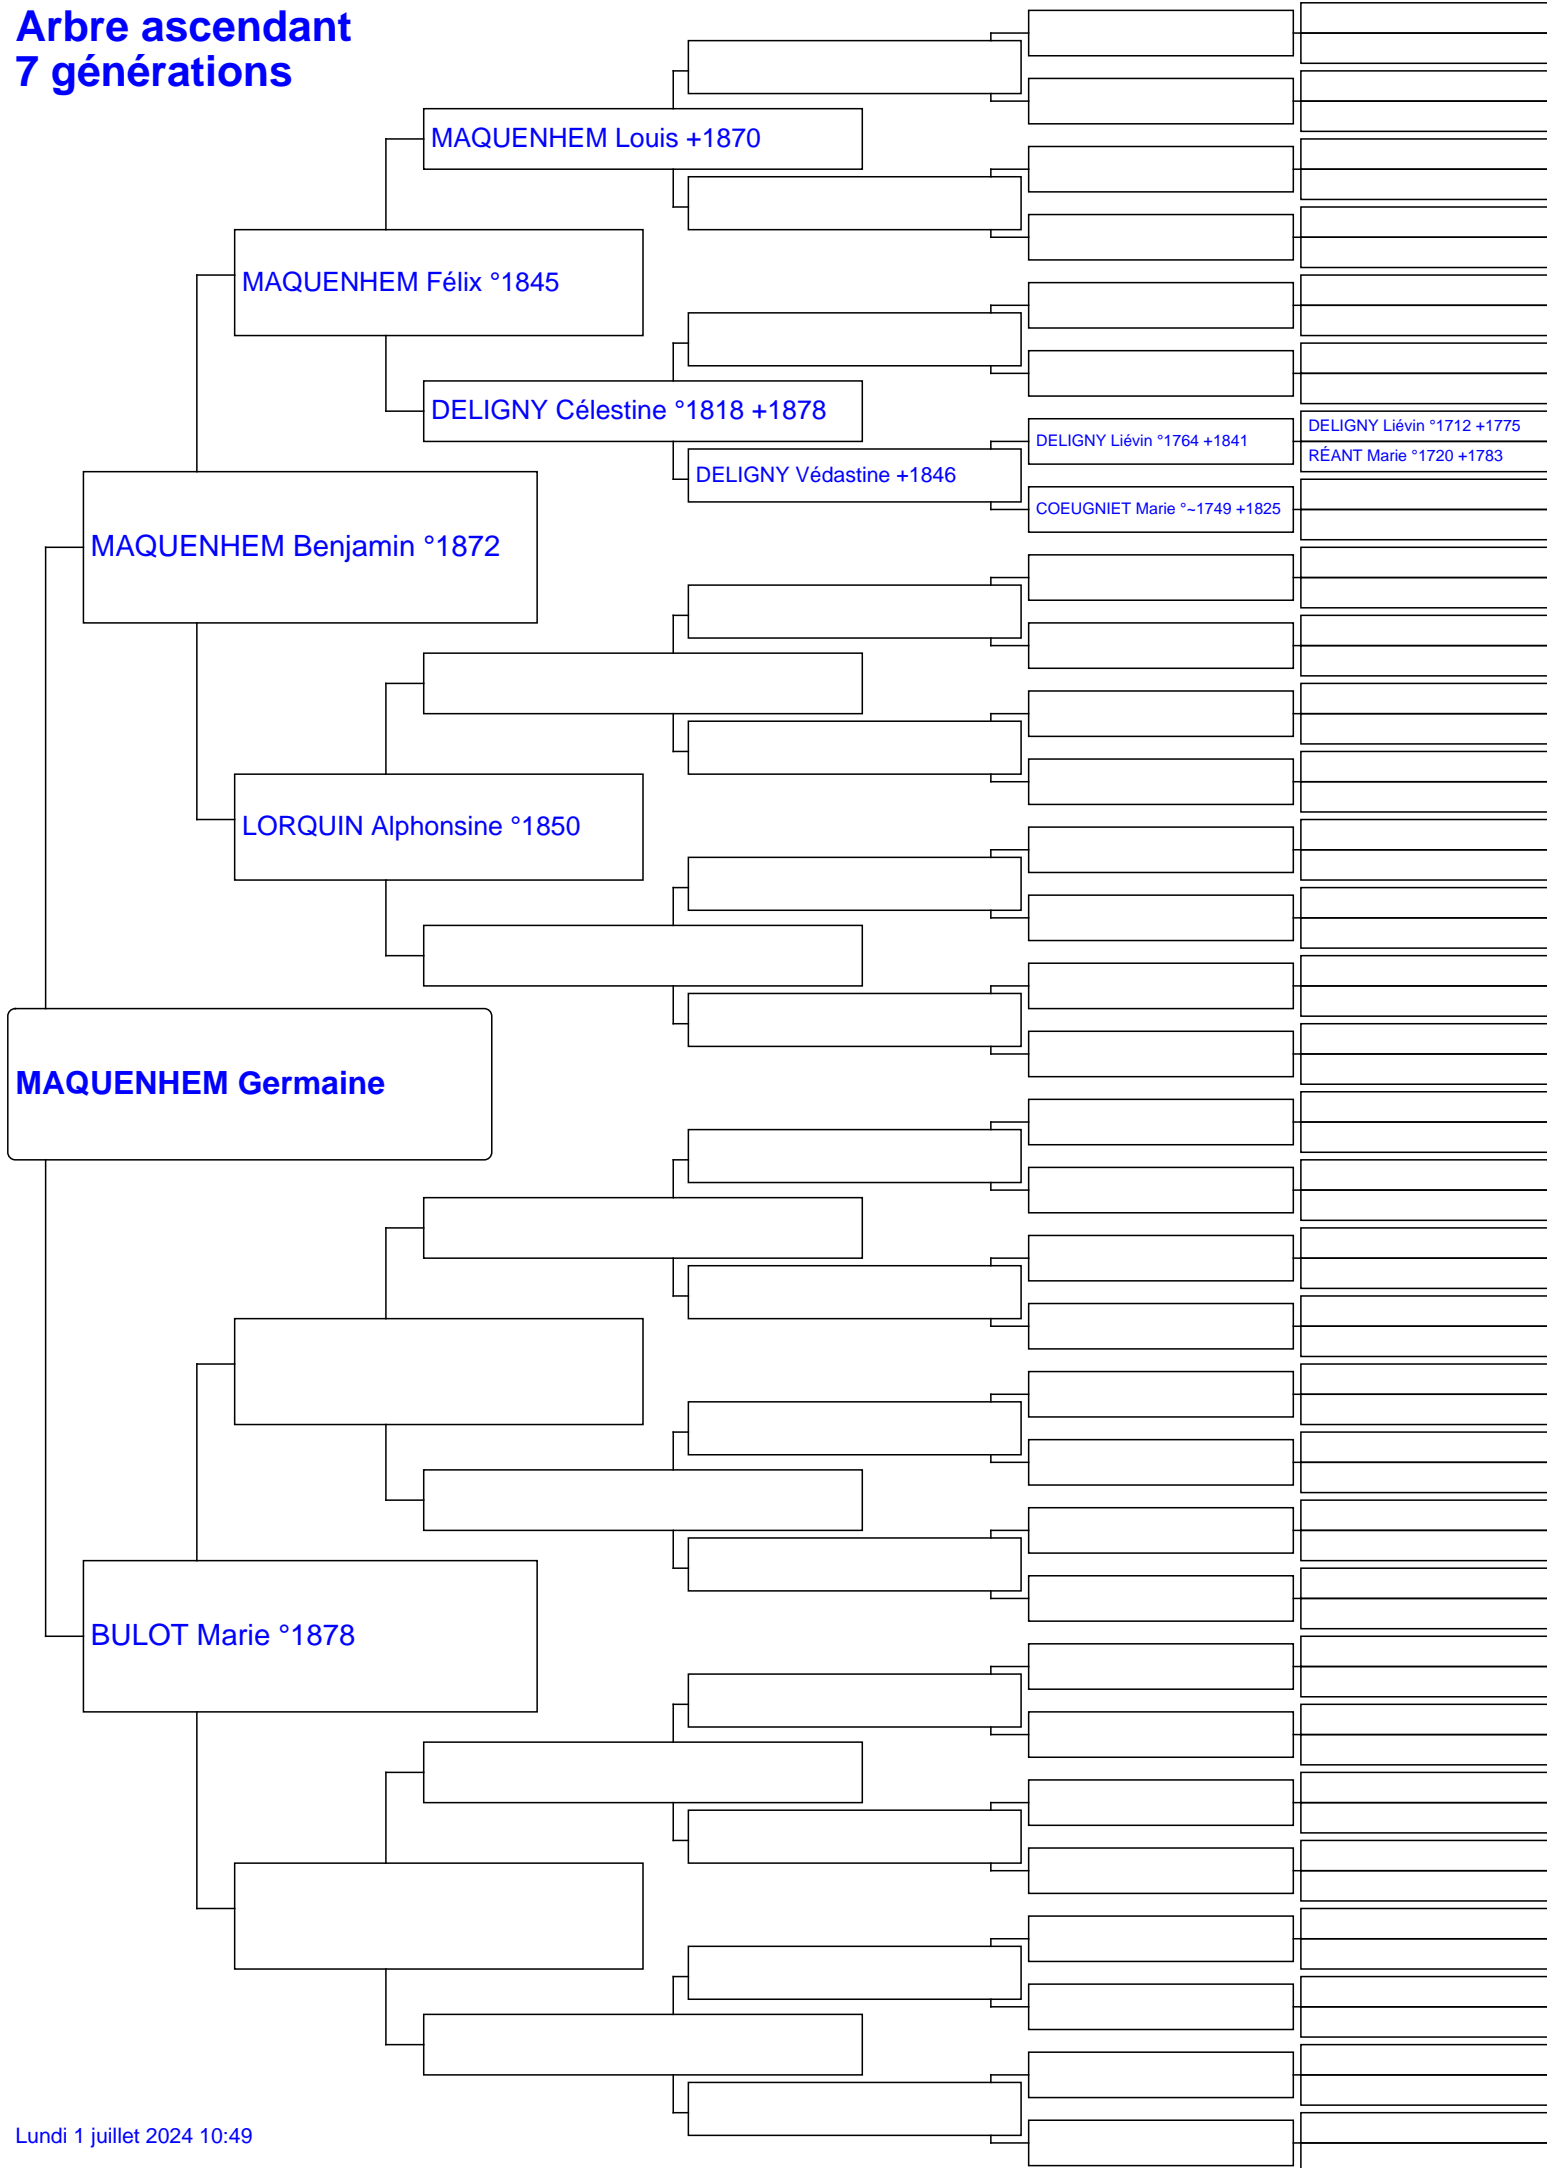 Arbre ascendant
7 générations
MAQUENHEM Louis +1870
MAQUENHEM Félix °1845
DELIGNY Célestine °1818 +1878
DELIGNY Liévin °1712 +1775
DELIGNY Liévin °1764 +1841
RÉANT Marie °1720 +1783
DELIGNY Védastine +1846
COEUGNIET Marie °~1749 +1825
MAQUENHEM Benjamin °1872
LORQUIN Alphonsine °1850
MAQUENHEM Germaine
BULOT Marie °1878
Lundi 1 juillet 2024 10:49